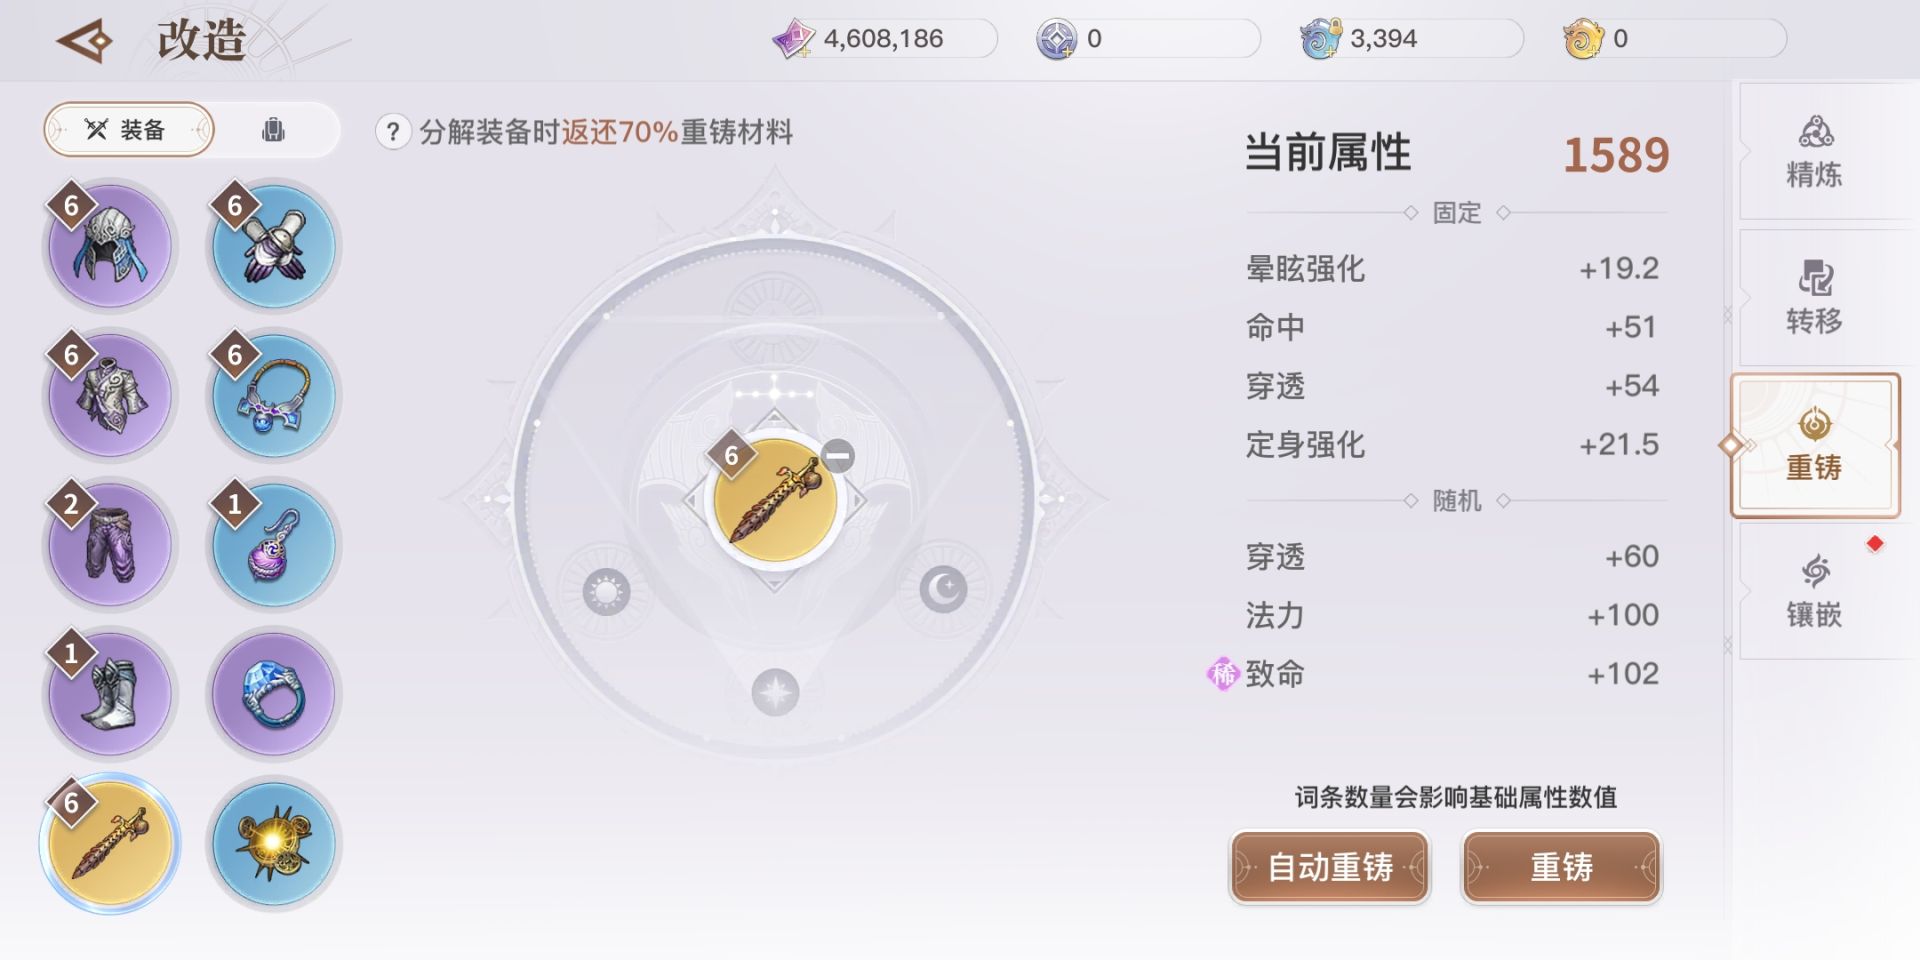 改造
4,608,186
0
3,394
0
装备
? 分解装备时返还70%重铸材料
6
6
6
6
2
1
1
6
6
当前属性 1589
固定
晕眩强化 +19.2
命中 +51
穿透 +54
定身强化 +21.5
随机
穿透 +60
法力 +100
稀 致命 +102
词条数量会影响基础属性数值
自动重铸
重铸
精炼
转移
重铸
镶嵌